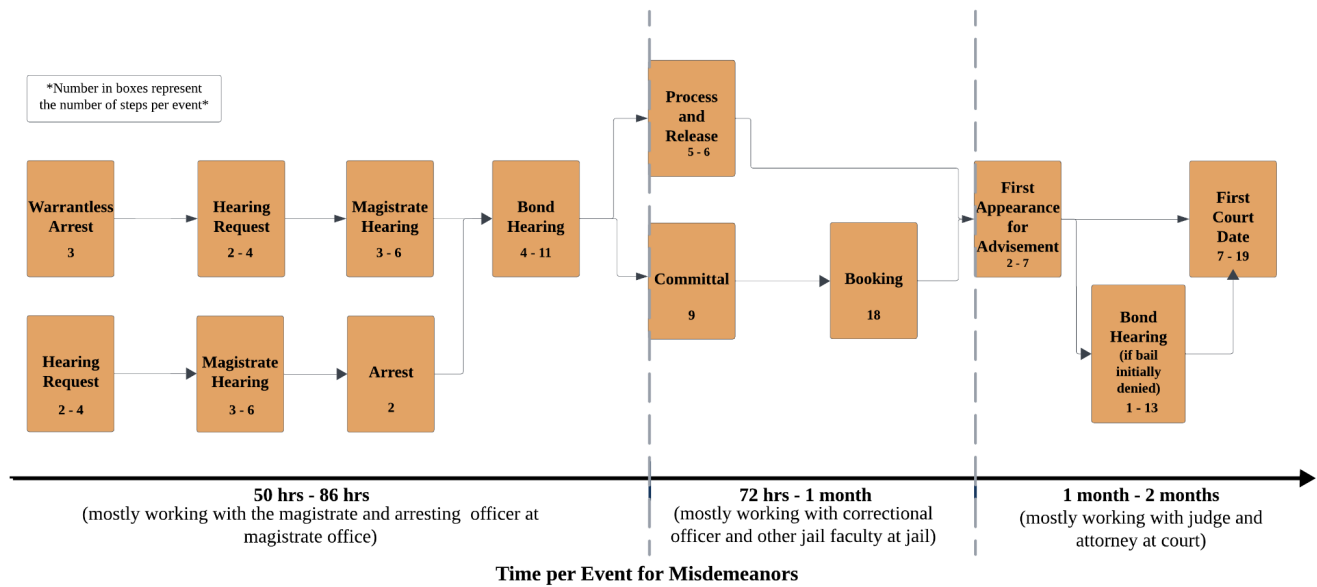 *Number in boxes represent
the number of steps per event*
Warrantless
Arrest
3
Hearing
Request
2 - 4
Magistrate
Hearing
3 - 6
Bond
Hearing
4 - 11
Hearing
Request
2 - 4
Magistrate
Hearing
3 - 6
Arrest
2
Process
and
Release
5 - 6
Committal
9
Booking
18
First
Appearance
for
Advisement
2 - 7
Bond
Hearing
(if bail
initially
denied)
1 - 13
First
Court
Date
7 - 19
50 hrs - 86 hrs
(mostly working with the magistrate and arresting officer at
magistrate office)
72 hrs - 1 month
(mostly working with correctional
officer and other jail faculty at jail)
1 month - 2 months
(mostly working with judge and
attorney at court)
Time per Event for Misdemeanors